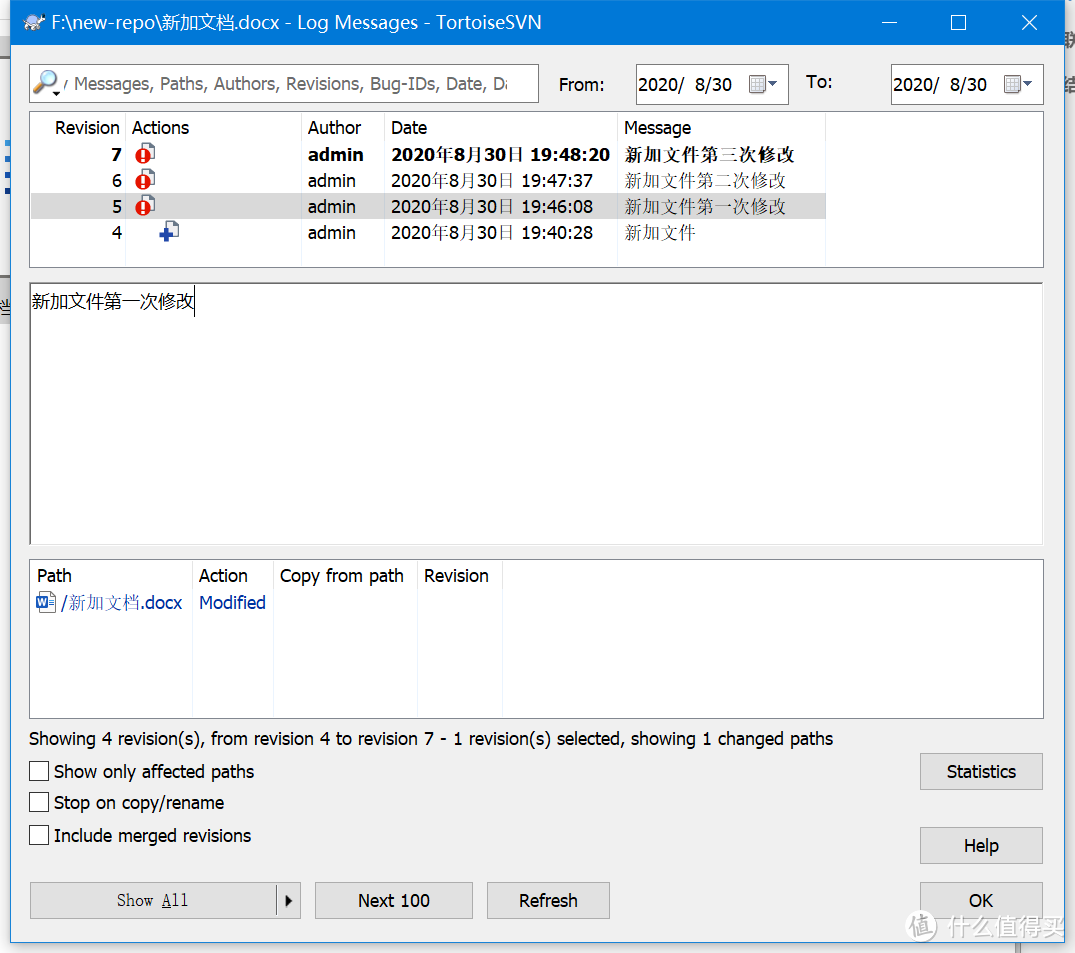 F:\new-repo\新加文档.docx - Log Messages - TortoiseSVN
Messages, Paths, Authors, Revisions, Bug-IDs, Date, Da
From: 2020/ 8/30 To: 2020/ 8/30
Revision Actions Author Date Message
7 admin 2020年8月30日 19:48:20 新加文件第三次修改
6 admin 2020年8月30日 19:47:37 新加文件第二次修改
5 admin 2020年8月30日 19:46:08 新加文件第一次修改
4 admin 2020年8月30日 19:40:28 新加文件
新加文件第一次修改
Path Action Copy from path Revision
/新加文档.docx Modified
Showing 4 revision(s), from revision 4 to revision 7 - 1 revision(s) selected, showing 1 changed paths
Show only affected paths
Statistics
Stop on copy/rename
Include merged revisions
Help
Show All Next 100 Refresh OK
值 什么值得买